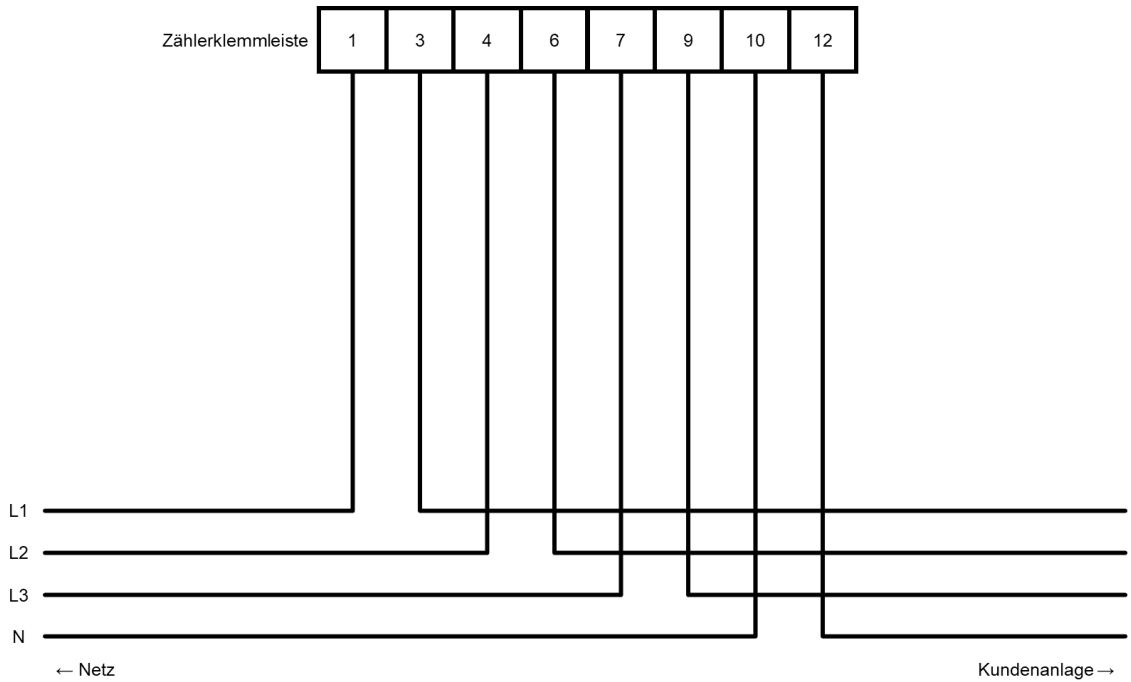 Zählerklemmleiste 1 3 4 6 7 9 10 12
L1
L2
L3
N
← Netz Kundenanlage →